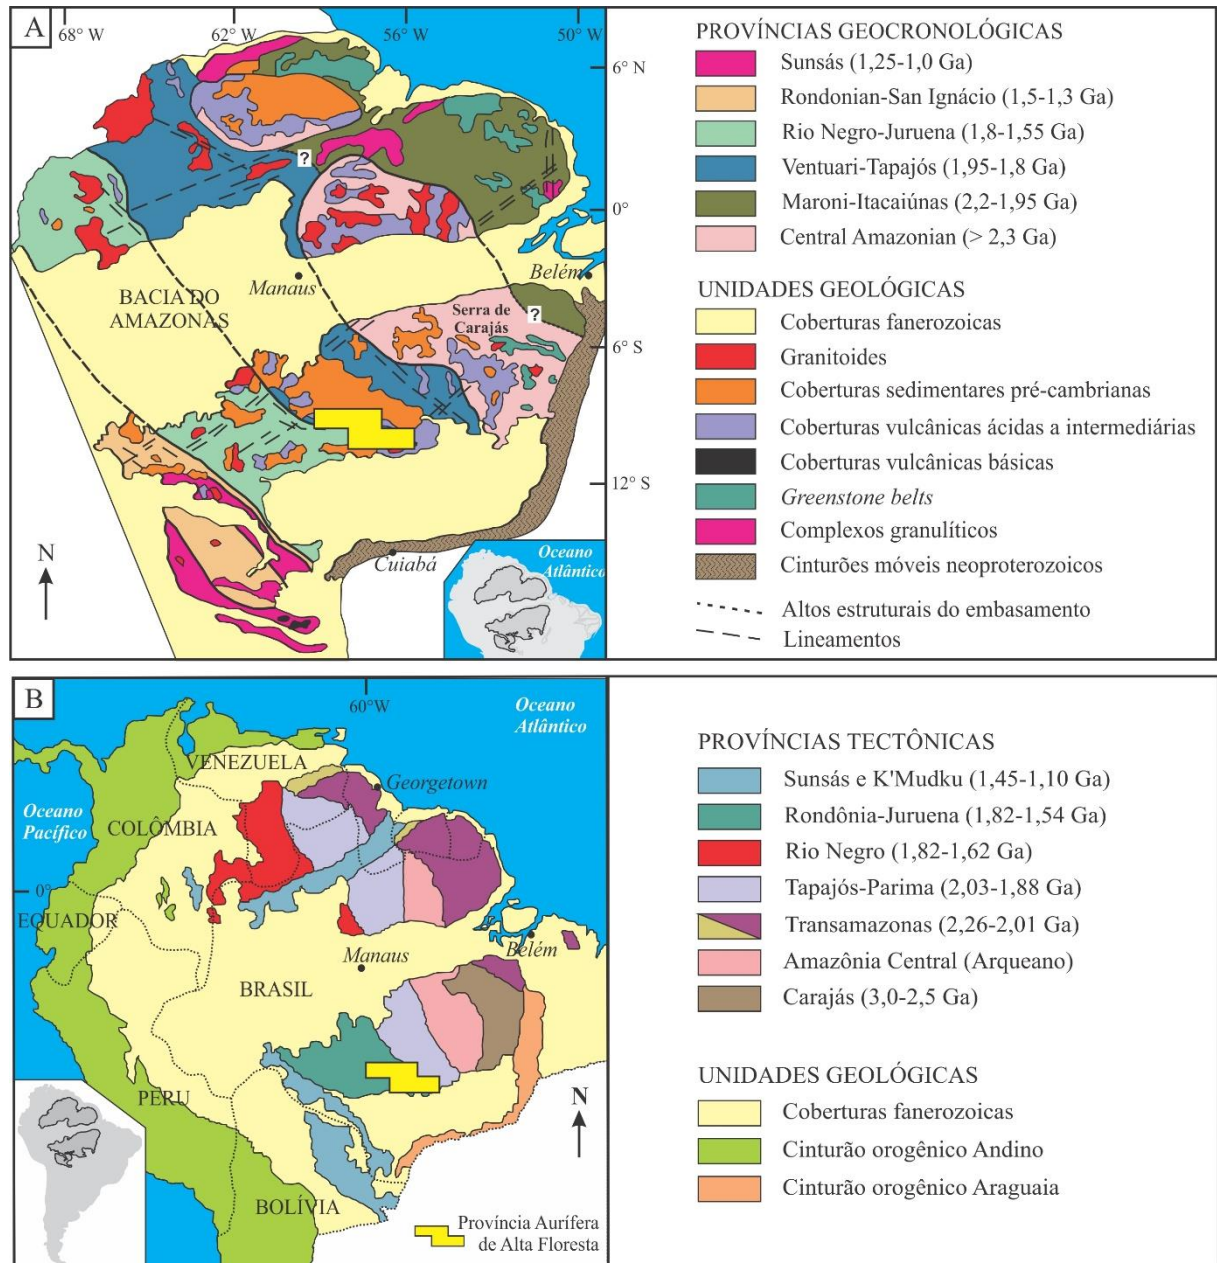 A
68° W
62° W
56° W
50° W
6° N
0°
6° S
12° S
?
Belém
Manaus
BACIA DO
AMAZONAS
Serra de
Carajás
?
N
Cuiabá
Oceano
Atlântico
PROVÍNCIAS GEOCRONOLÓGICAS
Sunsás (1,25-1,0 Ga)
Rondonian-San Ignácio (1,5-1,3 Ga)
Rio Negro-Juruena (1,8-1,55 Ga)
Ventuari-Tapajós (1,95-1,8 Ga)
Maroni-Itacaiúnas (2,2-1,95 Ga)
Central Amazonian (> 2,3 Ga)
UNIDADES GEOLÓGICAS
Coberturas fanerozoicas
Granitoides
Coberturas sedimentares pré-cambrianas
Coberturas vulcânicas ácidas a intermediárias
Coberturas vulcânicas básicas
Greenstone belts
Complexos granulíticos
Cinturões móveis neoproterozoicos
Altos estruturais do embasamento
Lineamentos
B
60° W
Oceano
Atlântico
VENEZUELA
Georgetown
Oceano
Pacífico
COLÔMBIA
0°
EQUADOR
Manaus
Belém
BRASIL
PERU
N
BOLÍVIA
Província Aurífera
de Alta Floresta
PROVÍNCIAS TECTÔNICAS
Sunsás e K'Mudku (1,45-1,10 Ga)
Rondônia-Juruena (1,82-1,54 Ga)
Rio Negro (1,82-1,62 Ga)
Tapajós-Parima (2,03-1,88 Ga)
Transamazonas (2,26-2,01 Ga)
Amazônia Central (Arqueano)
Carajás (3,0-2,5 Ga)
UNIDADES GEOLÓGICAS
Coberturas fanerozoicas
Cinturão orogênico Andino
Cinturão orogênico Araguaia